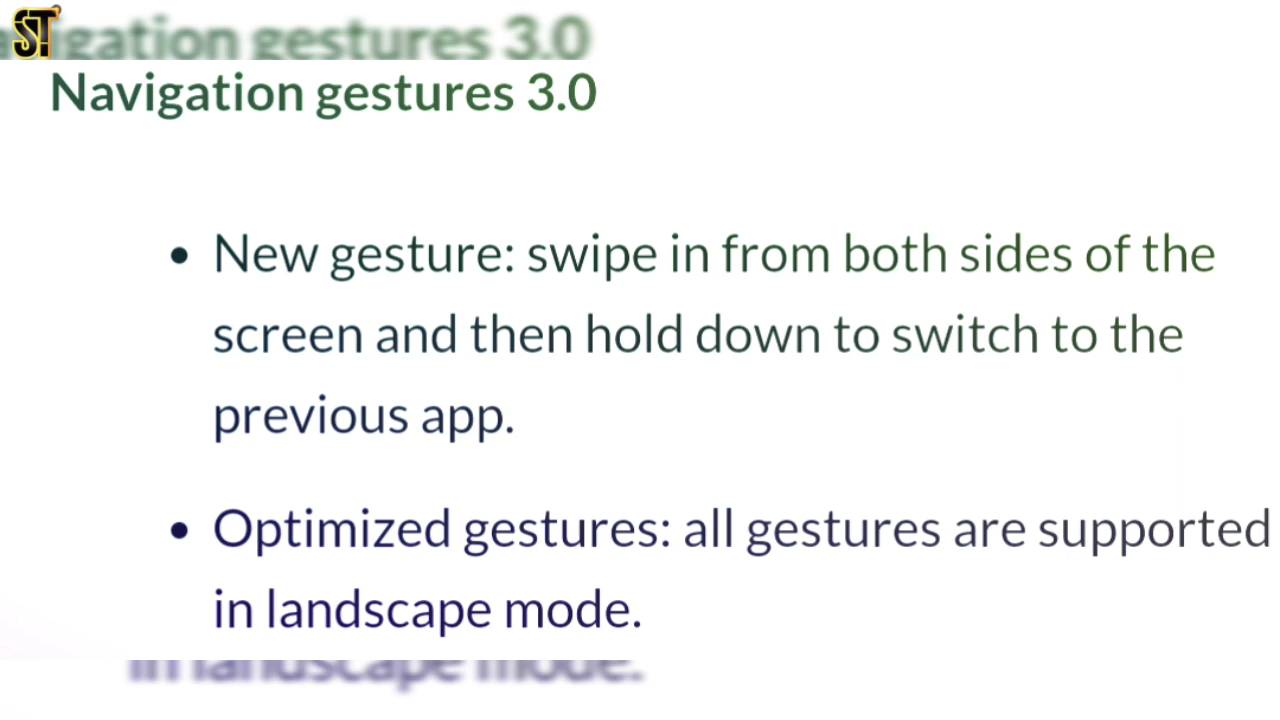 ST
igation gestures 3.0
Navigation gestures 3.0
• New gesture: swipe in from both sides of the
screen and then hold down to switch to the
previous app.
• Optimized gestures: all gestures are supported
in landscape mode.
in landscape mode.